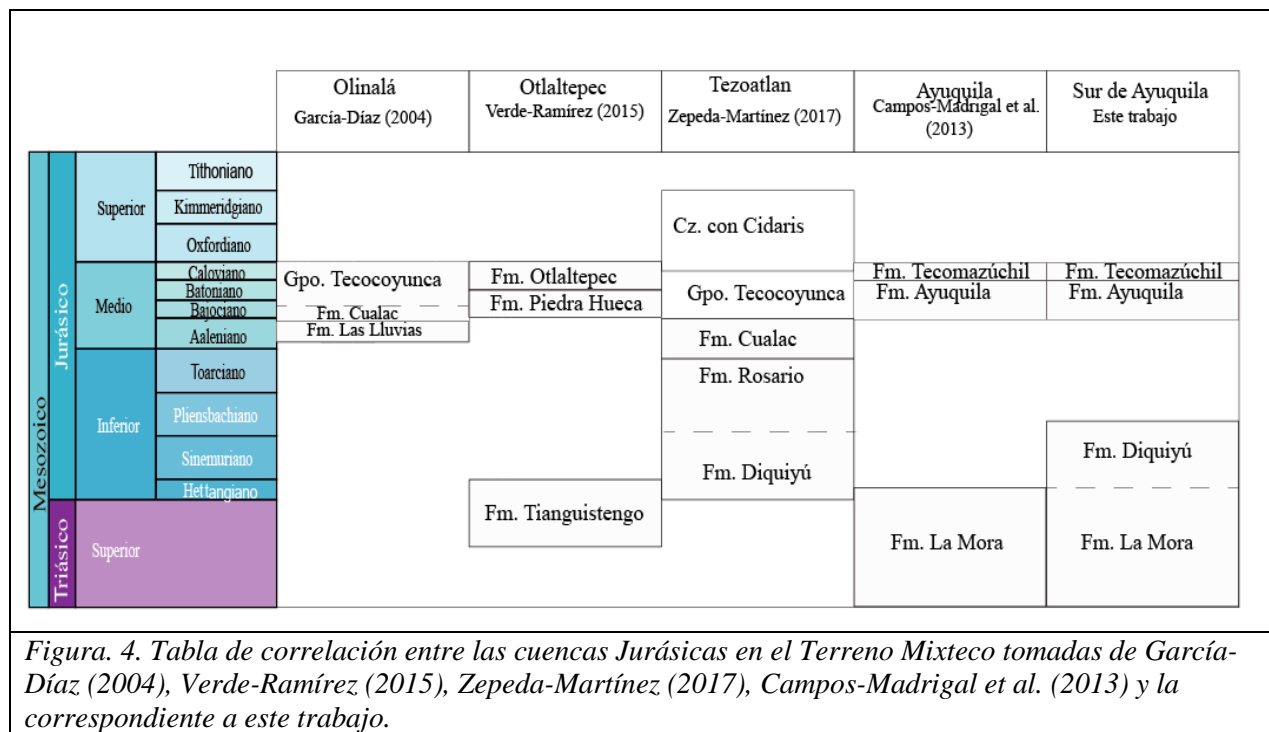 Olinalá
García-Díaz (2004)
Otlaltepec
Verde-Ramírez (2015)
Tezoatlan
Zepeda-Martínez (2017)
Ayuquila
Campos-Madrigal et al.
(2013)
Sur de Ayuquila
Este trabajo
Mesozoico
Jurásico
Triásico
Superior
Medio
Inferior
Superior
Tithoniano
Kimmeridgiano
Oxfordiano
Caloviano
Batoniano
Bajociano
Aaleniano
Toarciano
Pliensbachiano
Sinemuriano
Hettangiano
Gpo. Tecocoyunca
Fm. Cualac
Fm. Las Lluvias
Fm. Otlaltepec
Fm. Piedra Hueca
Fm. Tianguistengo
Cz. con Cidaris
Gpo. Tecocoyunca
Fm. Cualac
Fm. Rosario
Fm. Diquiyú
Fm. Tecomazúchil
Fm. Ayuquila
Fm. La Mora
Fm. Tecomazúchil
Fm. Ayuquila
Fm. Diquiyú
Fm. La Mora
Figura. 4. Tabla de correlación entre las cuencas Jurásicas en el Terreno Mixteco tomadas de García-
Díaz (2004), Verde-Ramírez (2015), Zepeda-Martínez (2017), Campos-Madrigal et al. (2013) y la
correspondiente a este trabajo.